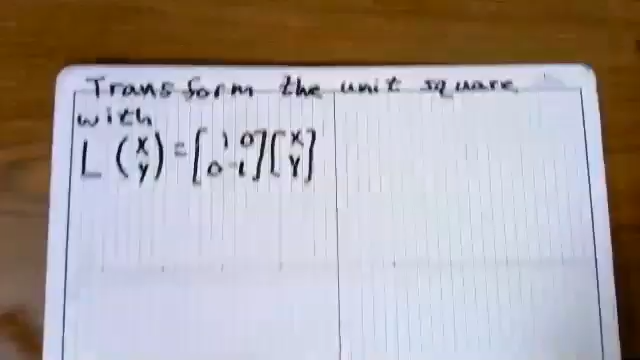 Transform the unit square
with
L (x y) = [1 0 0 -1] [x y]